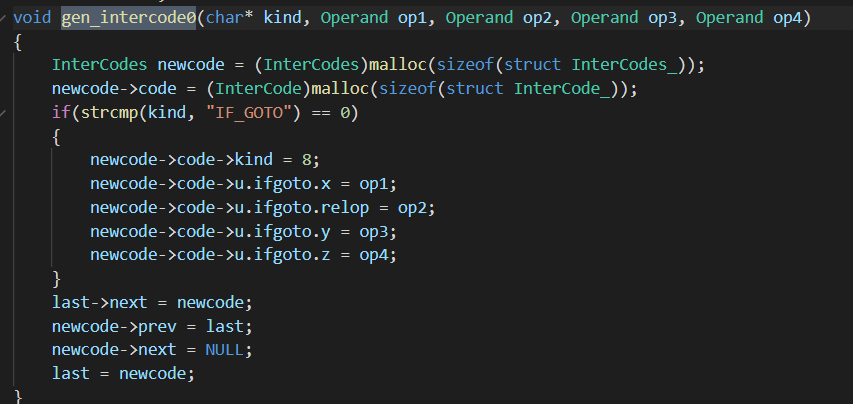 void gen_intercode0(char* kind, Operand op1, Operand op2, Operand op3, Operand op4)
{
    InterCodes newcode = (InterCodes)malloc(sizeof(struct InterCodes_));
    newcode->code = (InterCode)malloc(sizeof(struct InterCode_));
    if(strcmp(kind, "IF_GOTO") == 0)
    {
        newcode->code->kind = 8;
        newcode->code->u.ifgoto.x = op1;
        newcode->code->u.ifgoto.relop = op2;
        newcode->code->u.ifgoto.y = op3;
        newcode->code->u.ifgoto.z = op4;
    }
    last->next = newcode;
    newcode->prev = last;
    newcode->next = NULL;
    last = newcode;
}